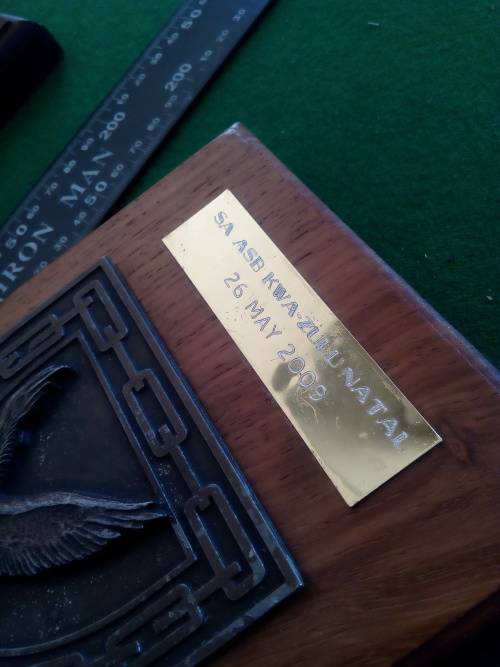 SA ASB KWA-ZULU NATAL
26 MAY 2009
IRON MAN